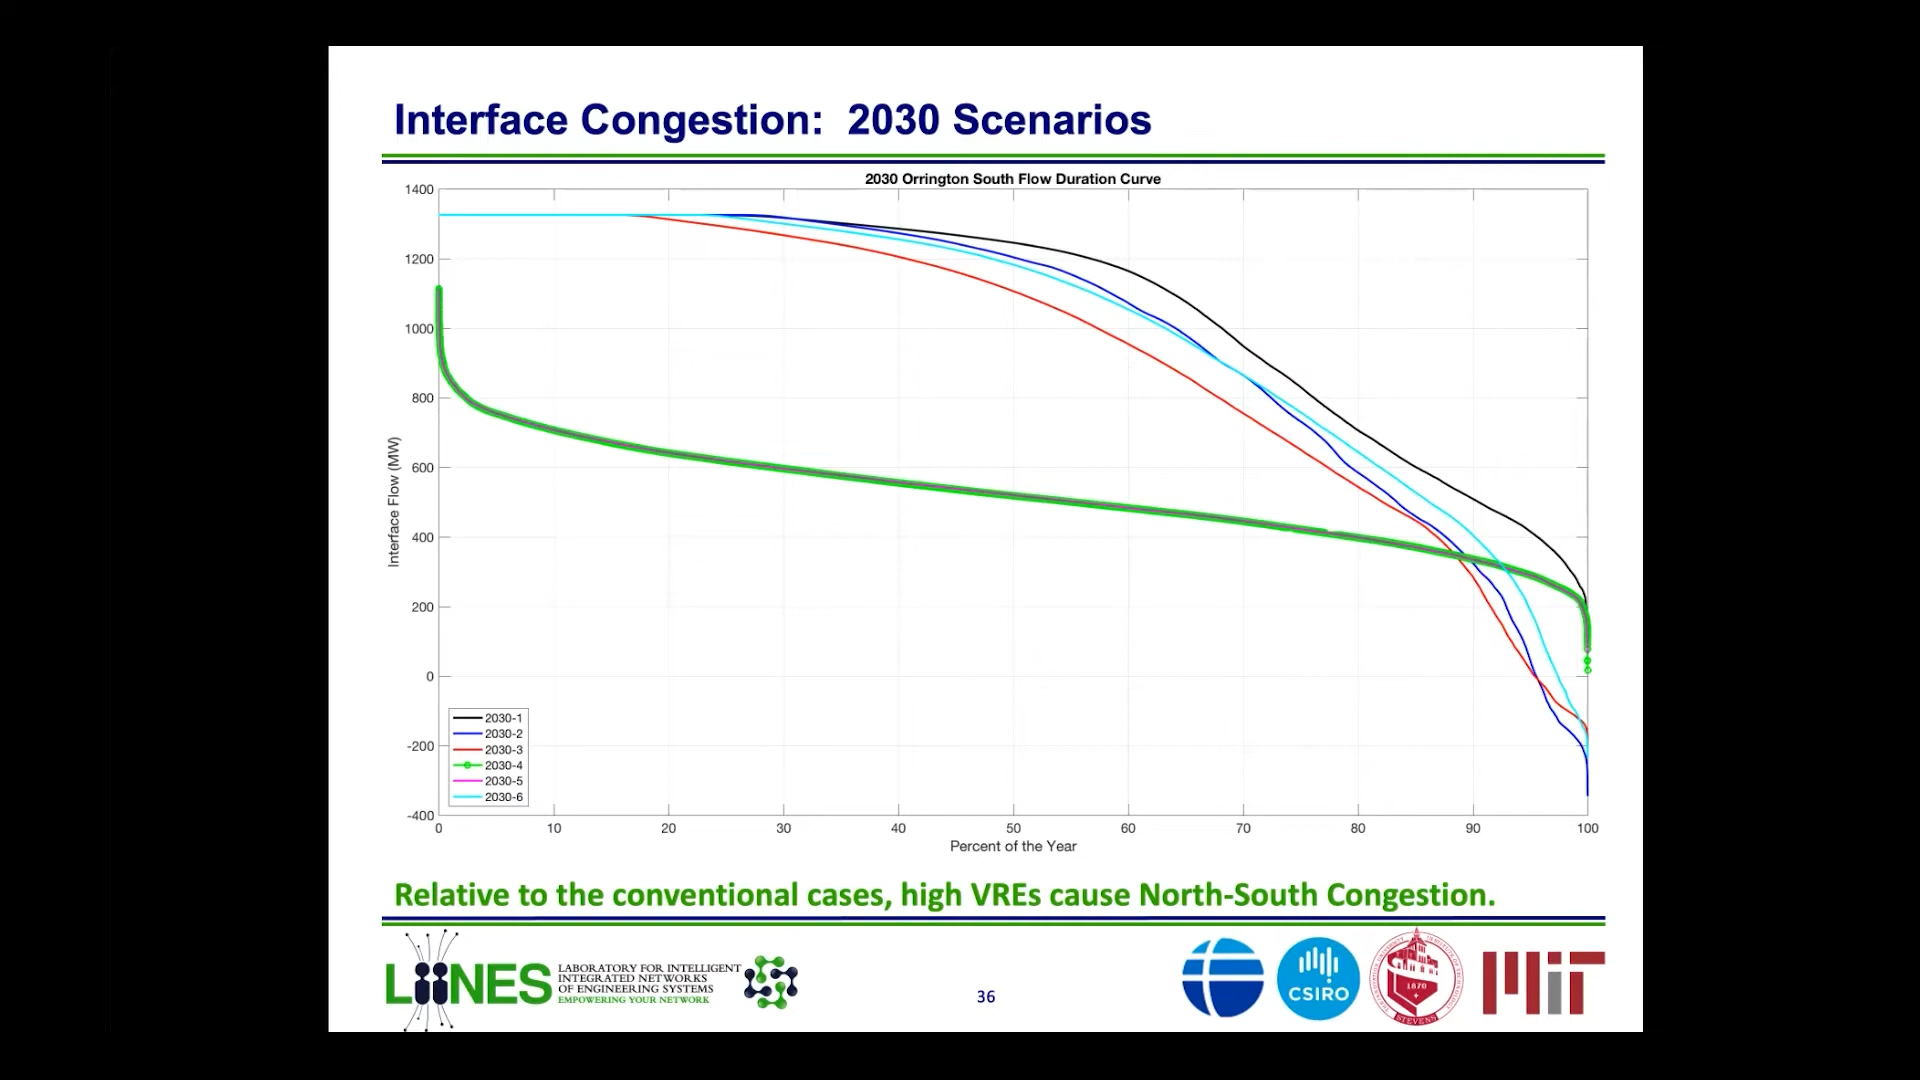 Interface Congestion: 2030 Scenarios
2030 Orrington South Flow Duration Curve
1400
1200
1000
800
600
400
200
0
-200
-400
Interface Flow (MW)
2030-1
2030-2
2030-3
2030-4
2030-5
2030-6
0 10 20 30 40 50 60 70 80 90 100
Percent of the Year
Relative to the conventional cases, high VREs cause North-South Congestion.
LIINES
LABORATORY FOR INTELLIGENT
INTEGRATED NETWORKS
OF ENGINEERING SYSTEMS
EMPOWERING YOUR NETWORK
36
CSIRO
1870
STEVENS
MIT